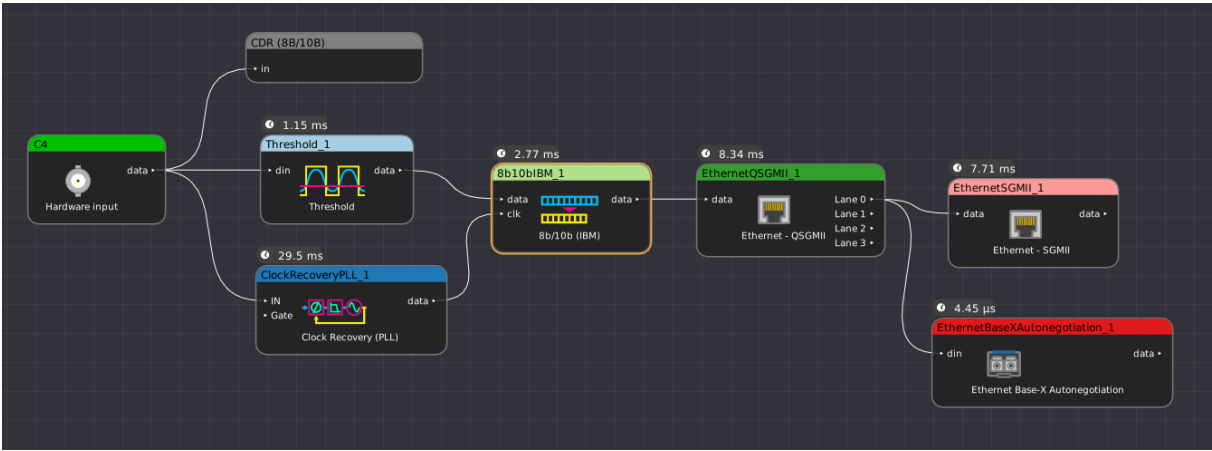 CDR (8B/10B)
in
C4
data
Hardware input
1.15 ms
Threshold_1
din
data
Threshold
29.5 ms
ClockRecoveryPLL_1
IN
data
Gate
Clock Recovery (PLL)
2.77 ms
8b10bIBM_1
data
data
clk
8b/10b (IBM)
8.34 ms
EthernetQSGMII_1
data
Lane 0
Lane 1
Lane 2
Ethernet - QSGMII
Lane 3
7.71 ms
EthernetSGMII_1
data
data
Ethernet - SGMII
4.45 µs
EthernetBaseXAutonegotiation_1
din
data
Ethernet Base-X Autonegotiation